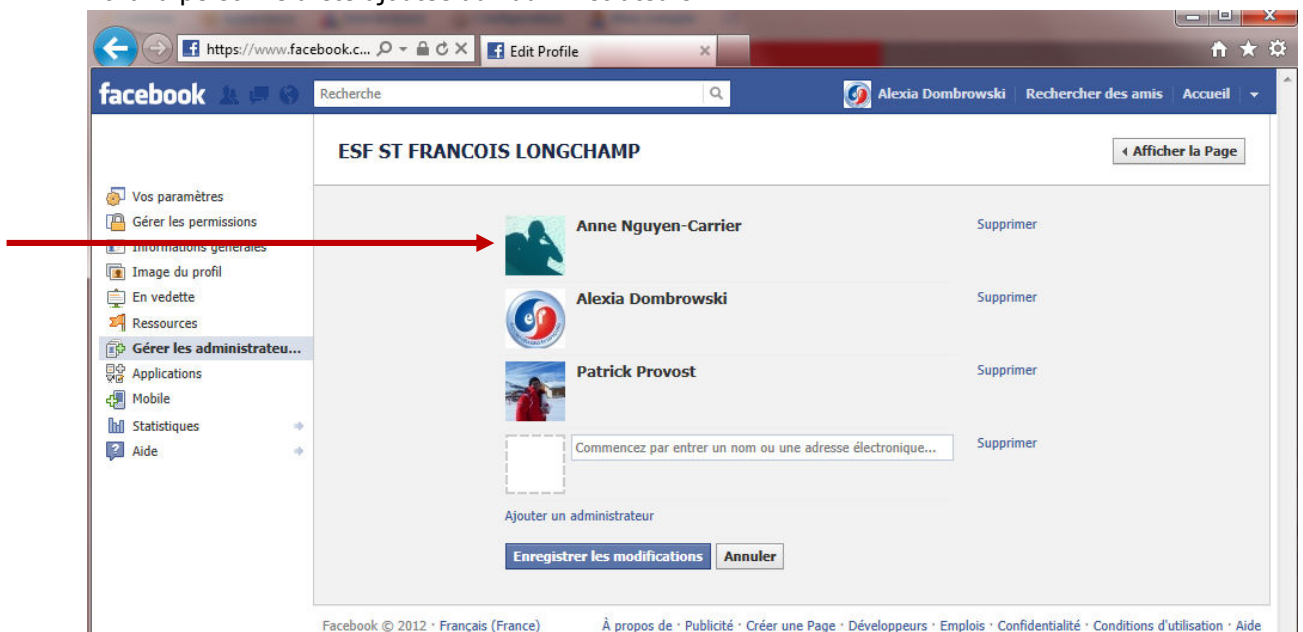 https://www.facebook.c...
Edit Profile
facebook
Recherche
Alexia Dombrowski
Rechercher des amis
Accueil
ESF ST FRANCOIS LONGCHAMP
Afficher la Page
Vos paramètres
Gérer les permissions
Informations générales
Image du profil
En vedette
Ressources
Gérer les administrateu...
Applications
Mobile
Statistiques
Aide
Anne Nguyen-Carrier Supprimer
Alexia Dombrowski Supprimer
Patrick Provost Supprimer
Commencez par entrer un nom ou une adresse électronique... Supprimer
Ajouter un administrateur
Enregistrer les modifications Annuler
Facebook © 2012 · Français (France)
À propos de · Publicité · Créer une Page · Développeurs · Emplois · Confidentialité · Conditions d'utilisation · Aide